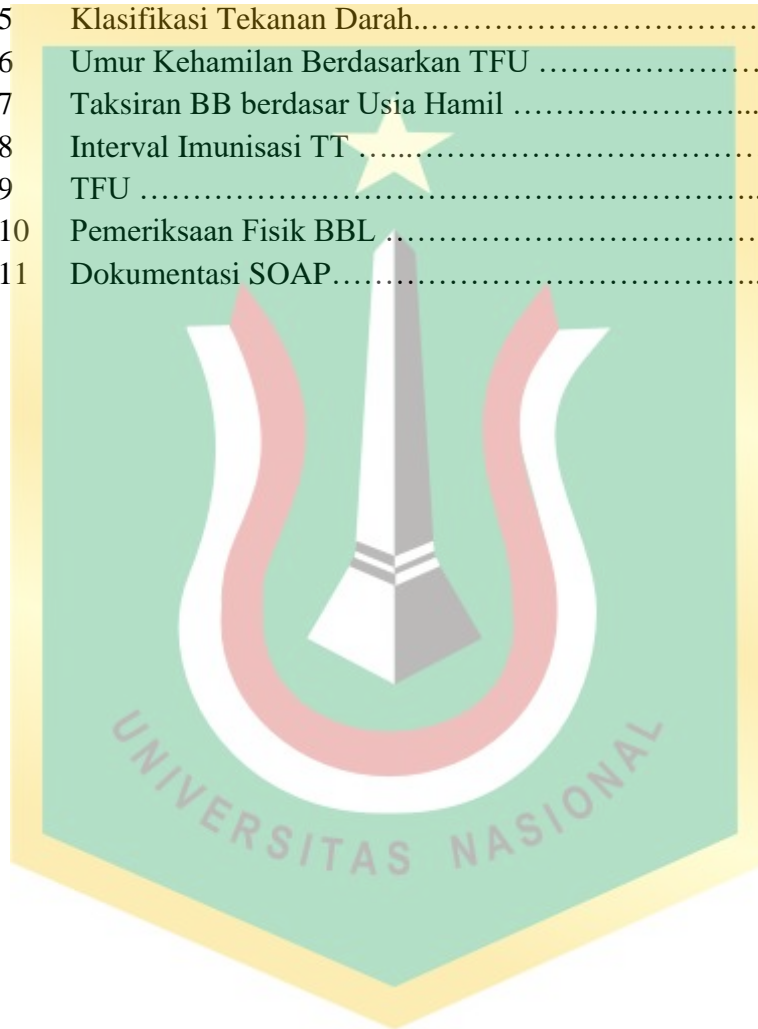 5 Klasifikasi Tekanan Darah..………………………….
6 Umur Kehamilan Berdasarkan TFU …………………
7 Taksiran BB berdasar Usia Hamil ……………………...
8 Interval Imunisasi TT …...………………………………
9 TFU …………………………………………………………..
10 Pemeriksaan Fisik BBL …………………………………
11 Dokumentasi SOAP………………………………………..
UNIVERSITAS NASIONAL